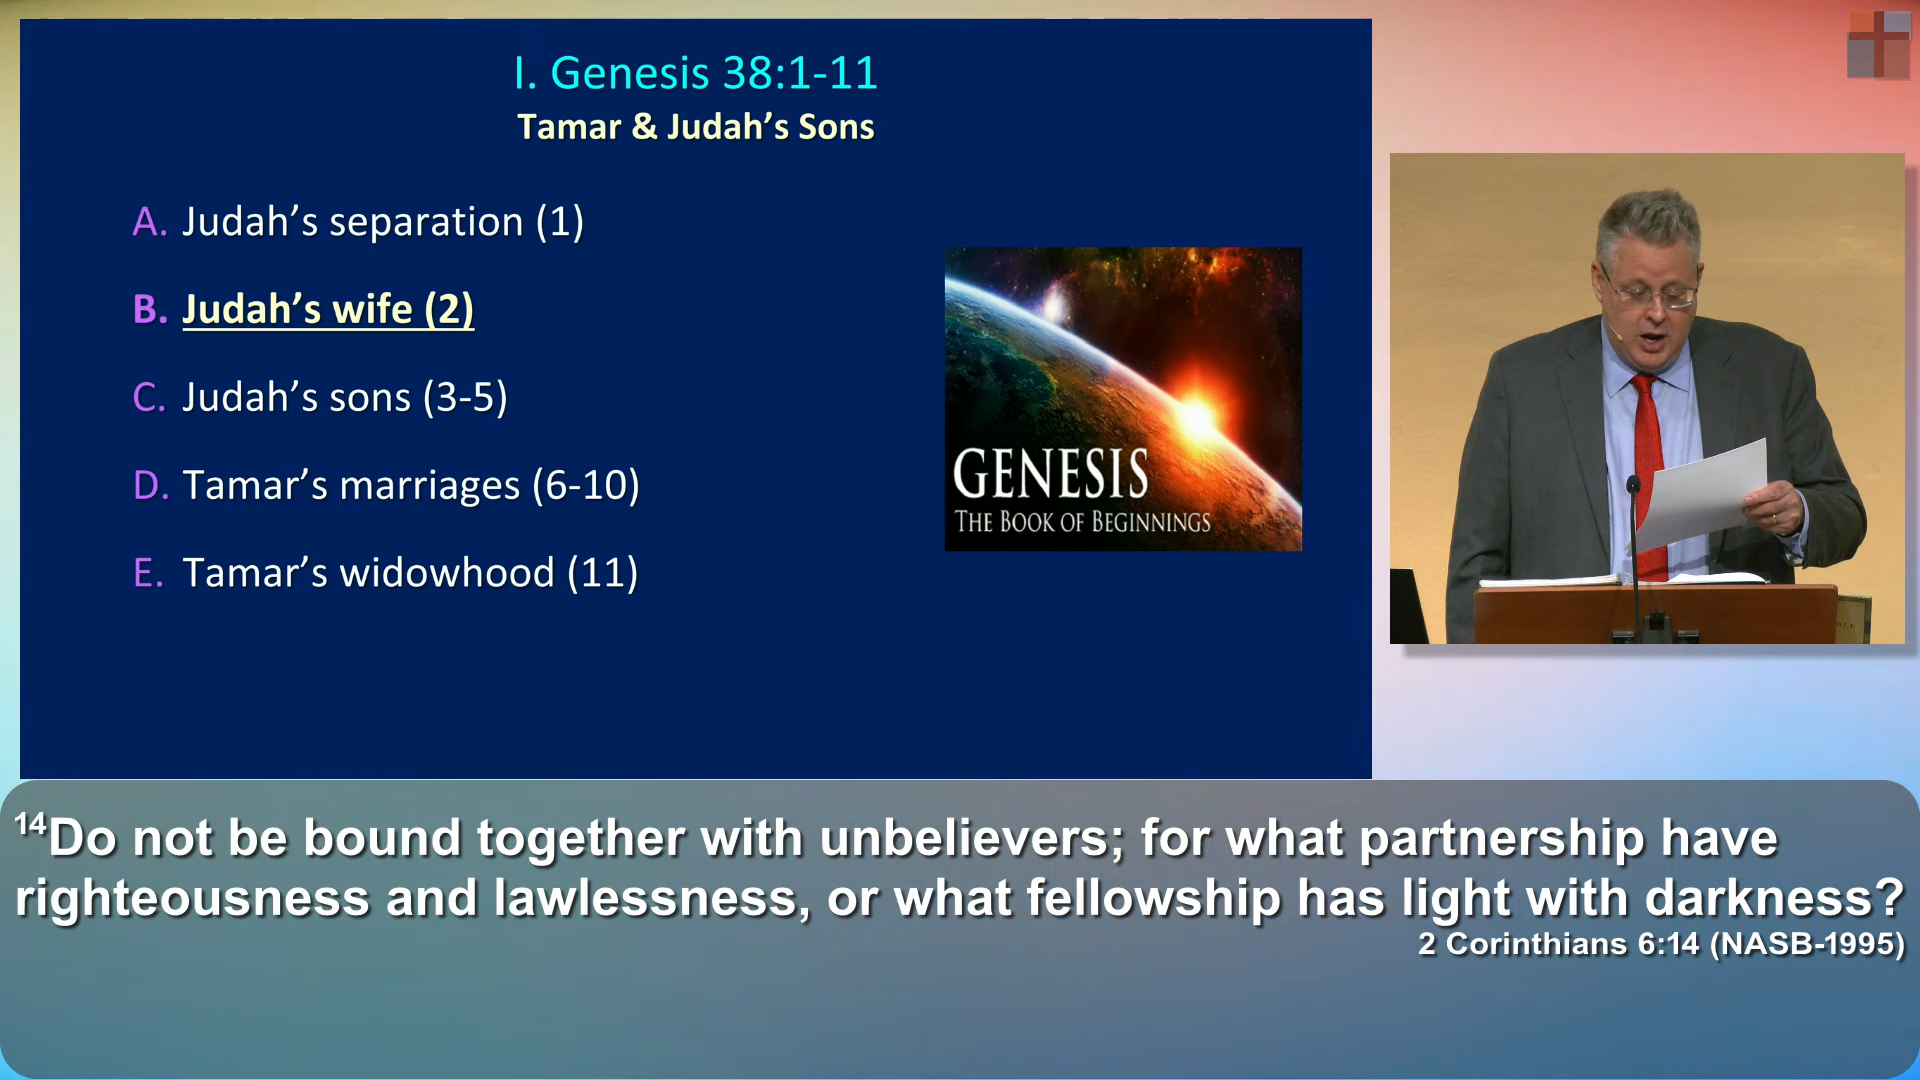 I. Genesis 38:1-11
Tamar & Judah’s Sons
A. Judah’s separation (1)
B. Judah’s wife (2)
C. Judah’s sons (3-5)
D. Tamar’s marriages (6-10)
E. Tamar’s widowhood (11)
GENESIS
THE BOOK OF BEGINNINGS
14Do not be bound together with unbelievers; for what partnership have
righteousness and lawlessness, or what fellowship has light with darkness?
2 Corinthians 6:14 (NASB-1995)